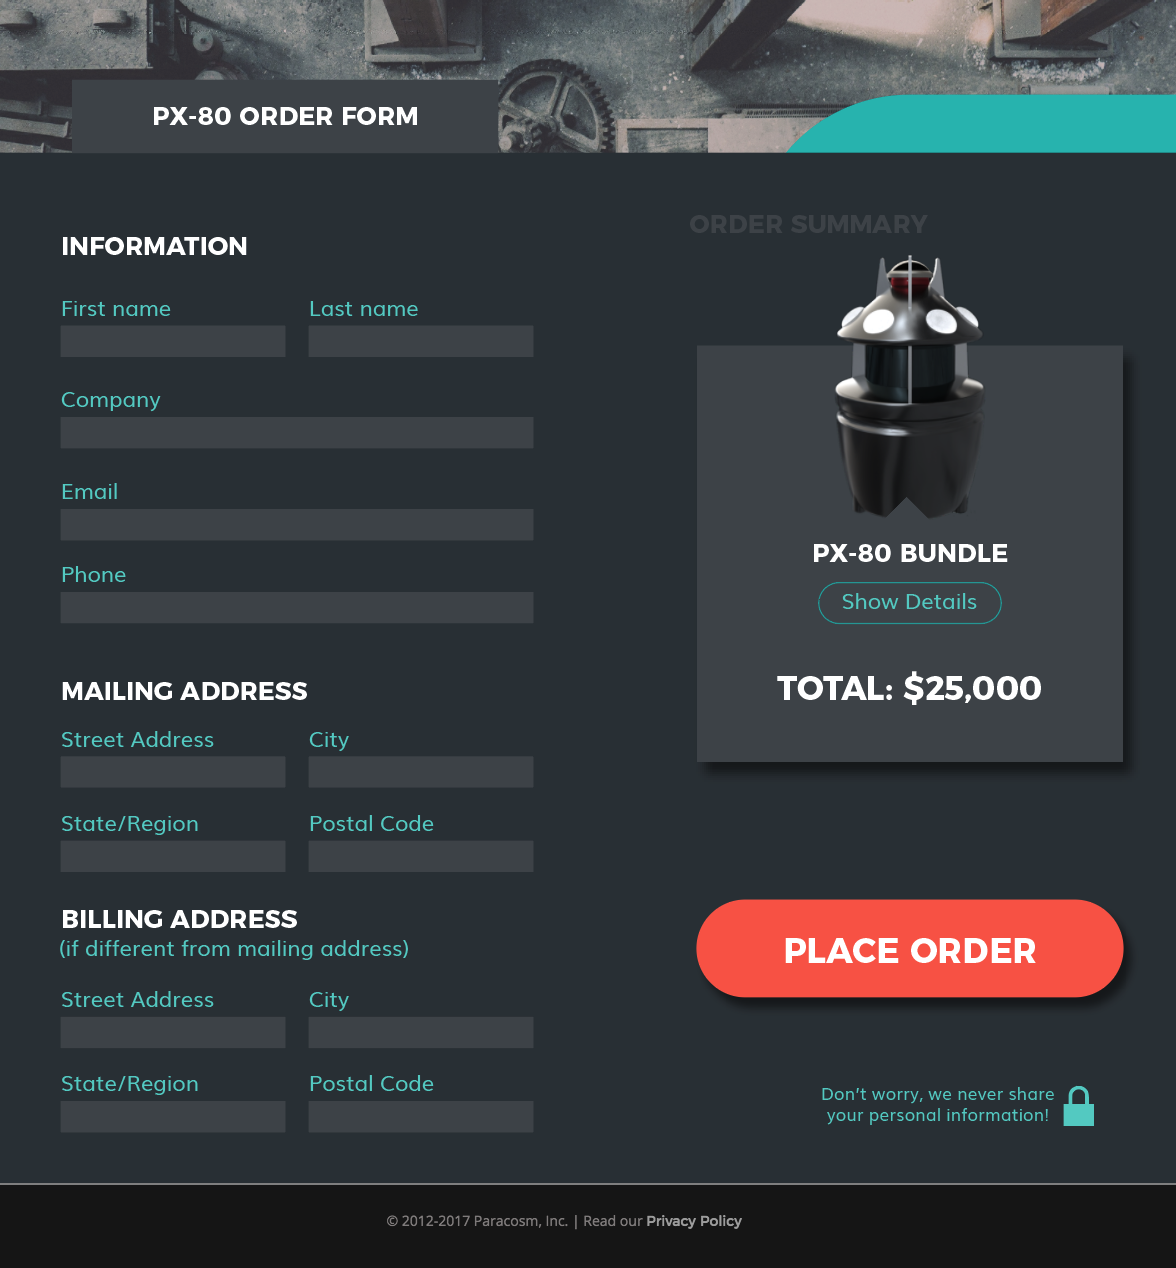 PX-80 ORDER FORM
INFORMATION
First name
Last name
Company
Email
Phone
MAILING ADDRESS
Street Address
City
State/Region
Postal Code
BILLING ADDRESS
(if different from mailing address)
Street Address
City
State/Region
Postal Code
ORDER SUMMARY
PX-80 BUNDLE
Show Details
TOTAL: $25,000
PLACE ORDER
Don't worry, we never share
your personal information!
© 2012-2017 Paracosm, Inc. | Read our Privacy Policy